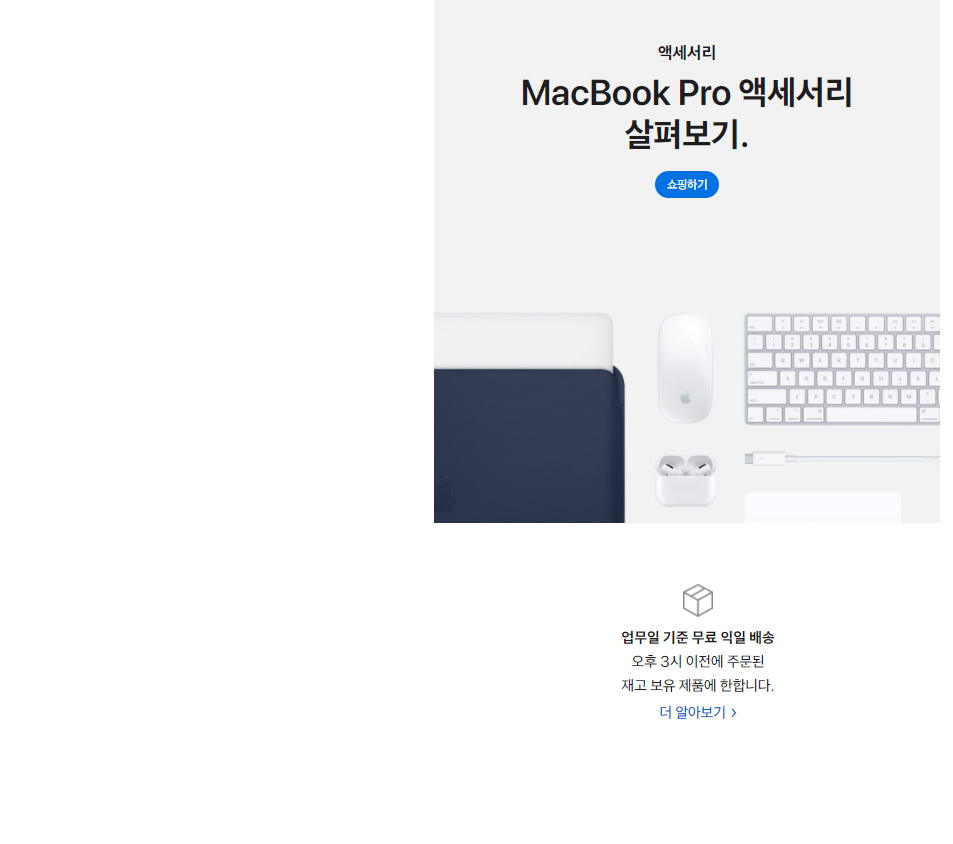 액세서리
MacBook Pro 액세서리
살펴보기.
쇼핑하기
업무일 기준 무료 익일 배송
오후 3시 이전에 주문된
재고 보유 제품에 한합니다.
더 알아보기 >